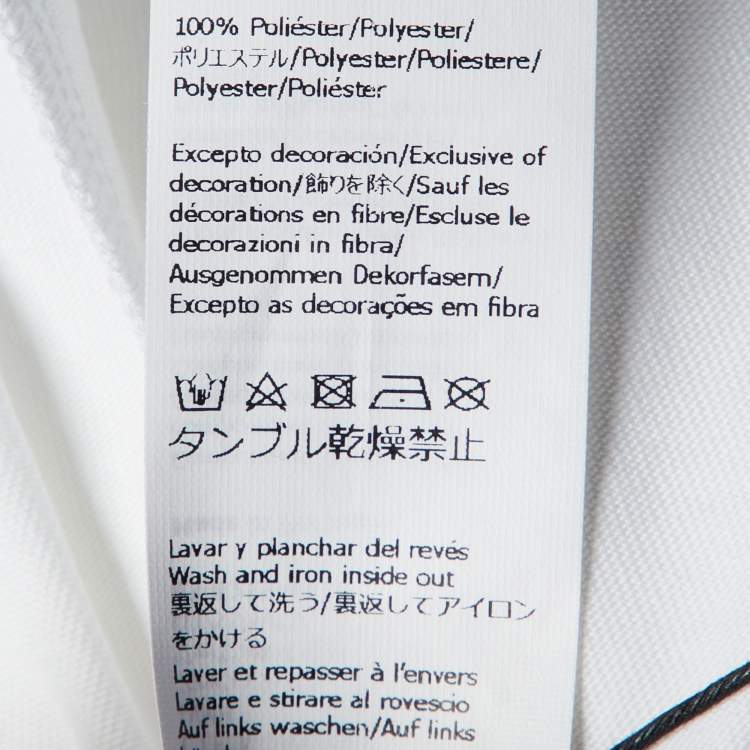 100% Poliéster/Polyester/
ポリエステル/Polyester/Poliestere/
Polyester/Poliéster
Excepto decoración/Exclusive of
decoration/飾りを除く/Sauf les
décorations en fibre/Escluse le
decorazioni in fibra/
Ausgenommen Dekorfasern/
Excepto as decorações em fibra
タンブル乾燥禁止
Lavar y planchar del revés
Wash and iron inside out
裏返して洗う/裏返してアイロン
をかける
Laver et repasser à l'envers
Lavare e stirare al rovescio
Auf links waschen/Auf links